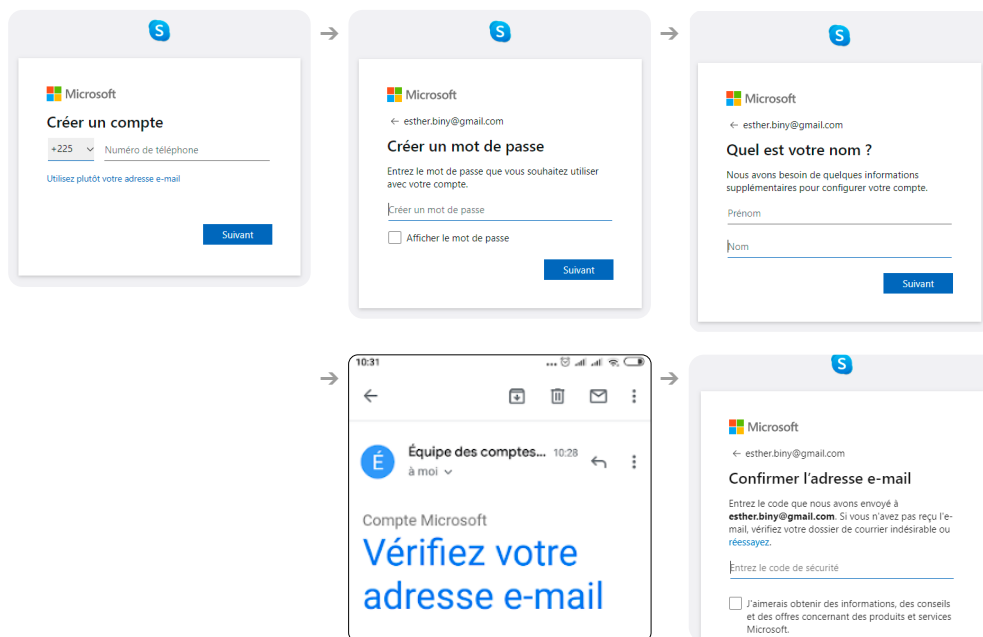 S
Microsoft
Créer un compte
+225 Numéro de téléphone
Utilisez plutôt votre adresse e-mail
Suivant
S
Microsoft
← esther.biny@gmail.com
Créer un mot de passe
Entrez le mot de passe que vous souhaitez utiliser
avec votre compte.
Créer un mot de passe
Afficher le mot de passe
Suivant
S
Microsoft
← esther.biny@gmail.com
Quel est votre nom ?
Nous avons besoin de quelques informations
supplémentaires pour configurer votre compte.
Prénom
Nom
Suivant
10:31
É
Équipe des comptes... 10:28
à moi
Compte Microsoft
Vérifiez votre
adresse e-mail
S
Microsoft
← esther.biny@gmail.com
Confirmer l'adresse e-mail
Entrez le code que nous avons envoyé à
esther.biny@gmail.com. Si vous n'avez pas reçu l'e-
mail, vérifiez votre dossier de courrier indésirable ou
réessayez.
Entrez le code de sécurité
J'aimerais obtenir des informations, des conseils
et des offres concernant des produits et services
Microsoft.